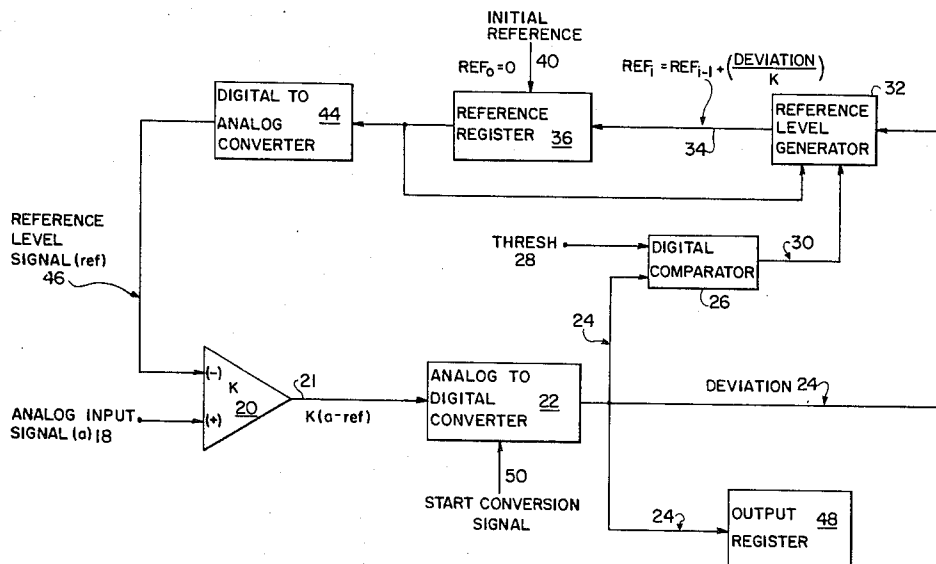 INITIAL
REFERENCE
REF₀=0
40
REFᵢ = REFᵢ₋₁ + (DEVIATION/K)
32
DIGITAL TO
ANALOG
CONVERTER
44
REFERENCE
REGISTER
36
34
REFERENCE
LEVEL
GENERATOR
REFERENCE
LEVEL
SIGNAL (ref)
46
THRESH
28
DIGITAL
COMPARATOR
26
30
24
(-)
K
20
(+)
21
K(a-ref)
ANALOG INPUT
SIGNAL (a) 18
ANALOG TO
DIGITAL
CONVERTER
22
DEVIATION 24
50
START CONVERSION
SIGNAL
24
OUTPUT
REGISTER
48